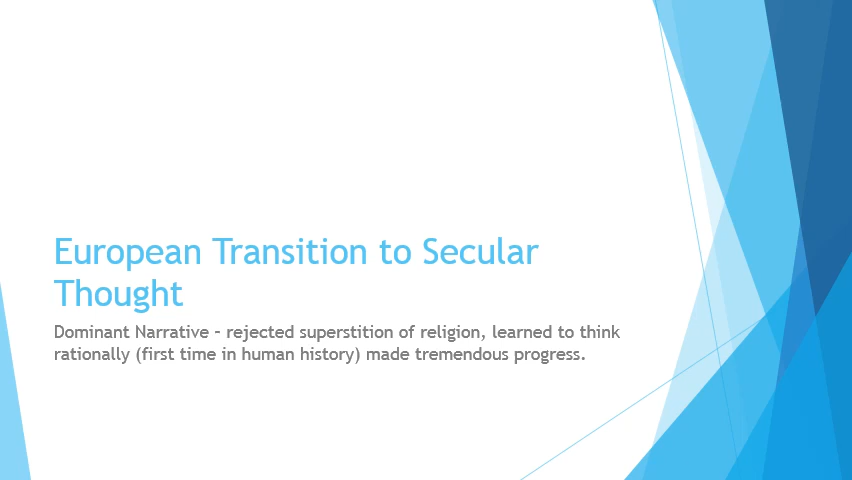 European Transition to Secular
Thought
Dominant Narrative – rejected superstition of religion, learned to think
rationally (first time in human history) made tremendous progress.